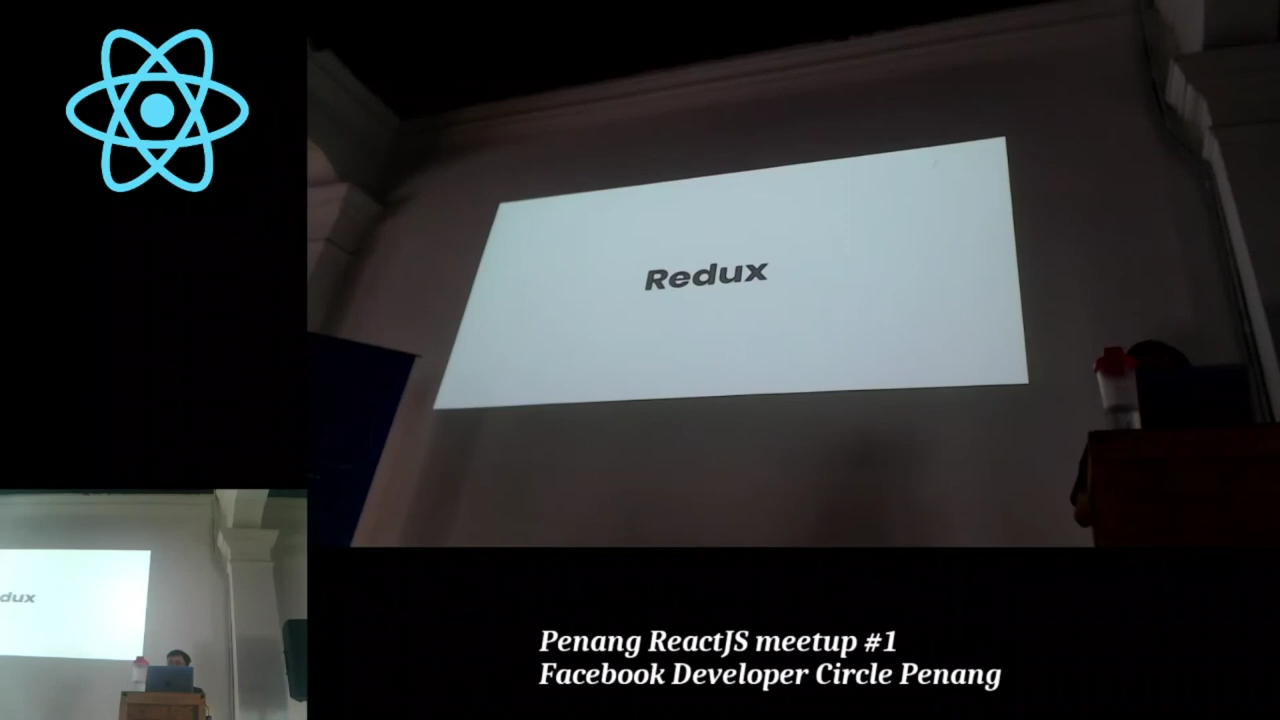 Redux
dux
Penang ReactJS meetup #1
Facebook Developer Circle Penang